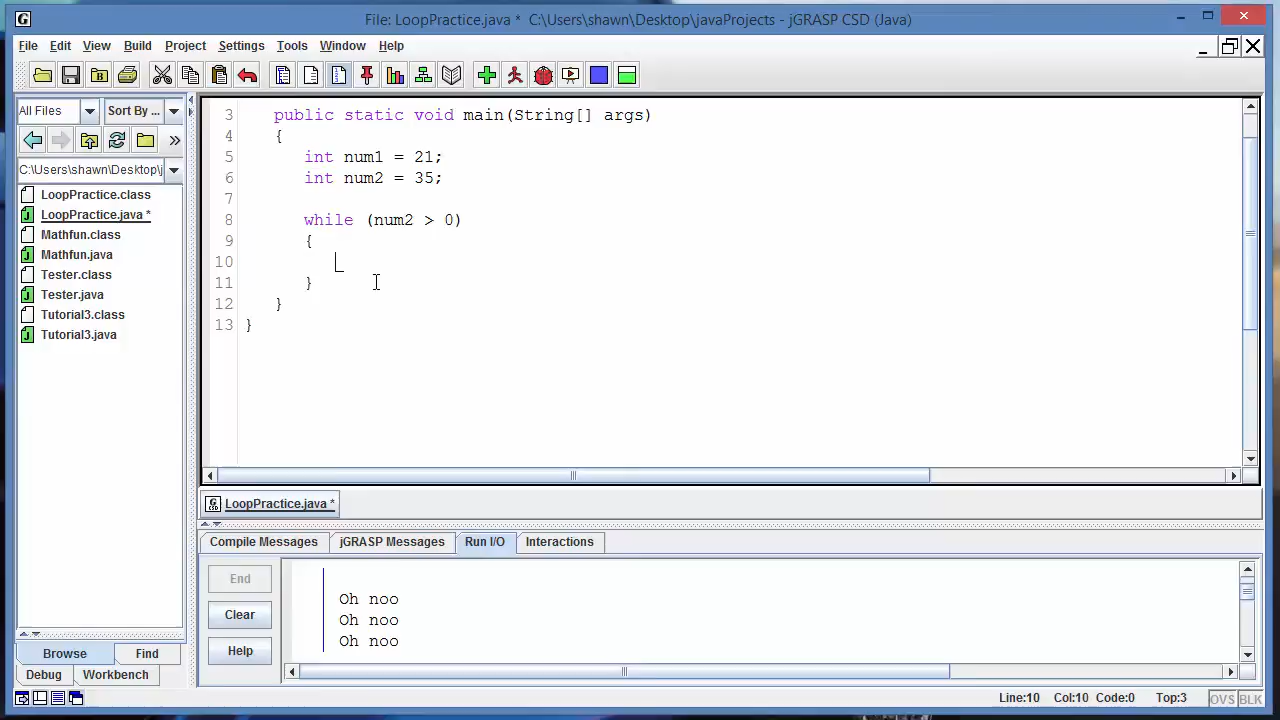 File: LoopPractice.java *  C:\Users\shawn\Desktop\javaProjects - jGRASP CSD (Java)
File Edit View Build Project Settings Tools Window Help
All Files Sort By ...
C:\Users\shawn\Desktop\j
LoopPractice.class
LoopPractice.java *
Mathfun.class
Mathfun.java
Tester.class
Tester.java
Tutorial3.class
Tutorial3.java
Browse Find
Debug Workbench
3 public static void main(String[] args)
4 {
5 int num1 = 21;
6 int num2 = 35;
7
8 while (num2 > 0)
9 {
10
11 }
12 }
13 }
LoopPractice.java *
Compile Messages jGRASP Messages Run I/O Interactions
End
Clear
Help
Oh noo
Oh noo
Oh noo
Line:10 Col:10 Code:0 Top:3 OVS BLK